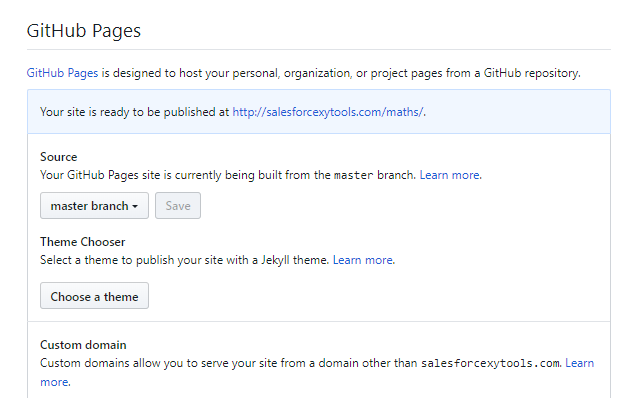 GitHub Pages
GitHub Pages is designed to host your personal, organization, or project pages from a GitHub repository.
Your site is ready to be published at http://salesforcexytools.com/maths/.
Source
Your GitHub Pages site is currently being built from the master branch. Learn more.
master branch Save
Theme Chooser
Select a theme to publish your site with a Jekyll theme. Learn more.
Choose a theme
Custom domain
Custom domains allow you to serve your site from a domain other than salesforcexytools.com. Learn
more.